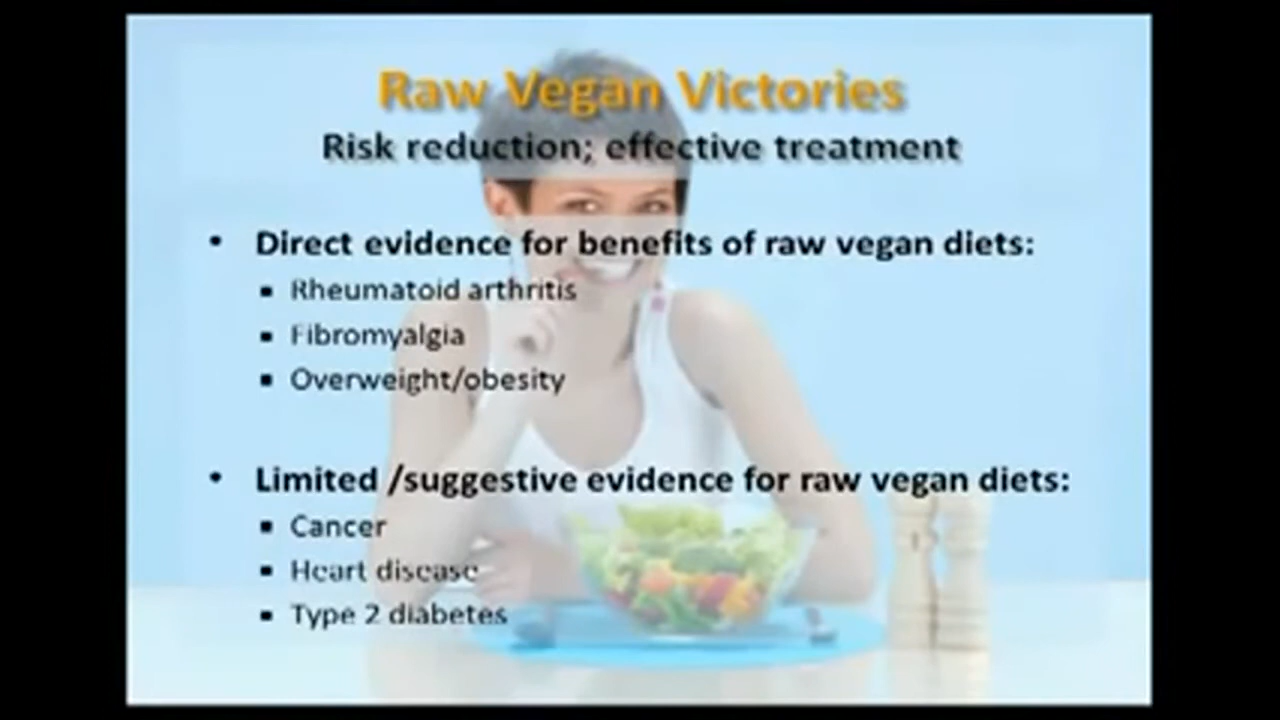 Raw Vegan Victories
Risk reduction; effective treatment
• Direct evidence for benefits of raw vegan diets:
▪ Rheumatoid arthritis
▪ Fibromyalgia
▪ Overweight/obesity
• Limited /suggestive evidence for raw vegan diets:
▪ Cancer
▪ Heart disease
▪ Type 2 diabetes